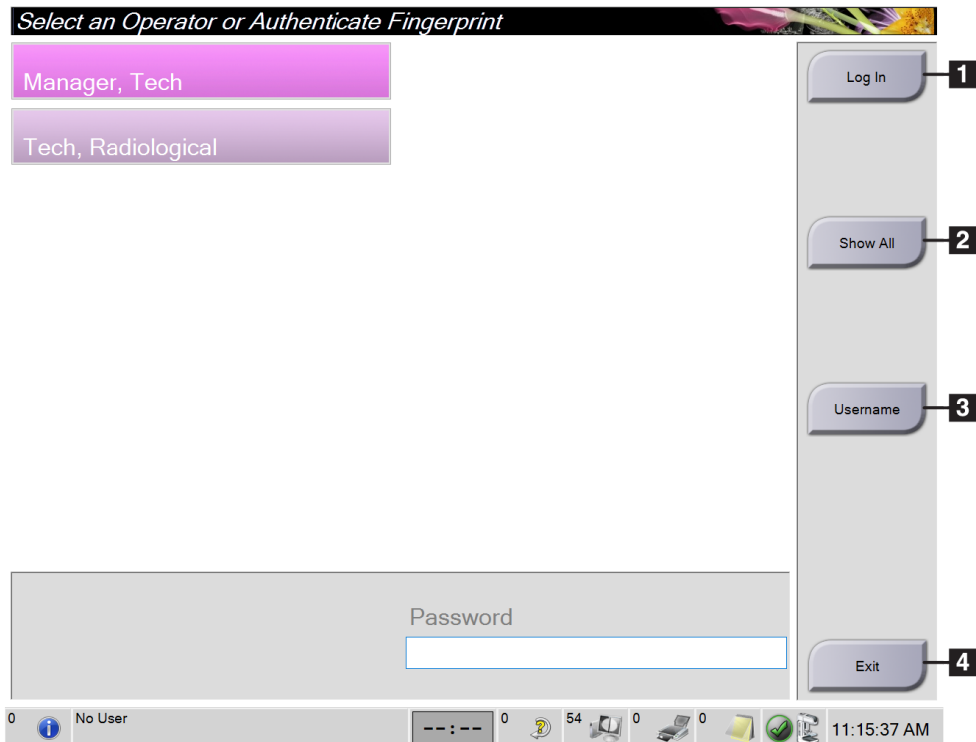 Select an Operator or Authenticate Fingerprint
Manager, Tech
Tech, Radiological
Log In
1
Show All
2
Username
3
Password
Exit
4
0
No User
--:--
0
54
0
0
11:15:37 AM